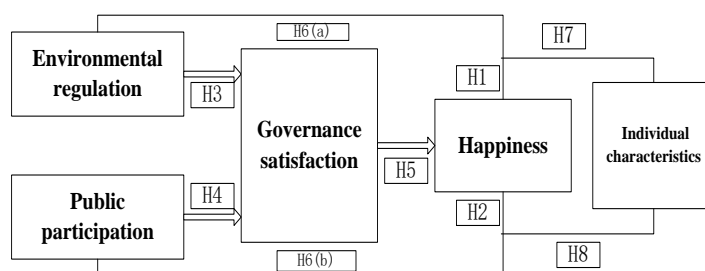 H6(a)
H7
Environmental
regulation
H3
H1
Governance
satisfaction
Happiness
Individual
characteristics
H5
Public
participation
H4
H2
H6(b)
H8